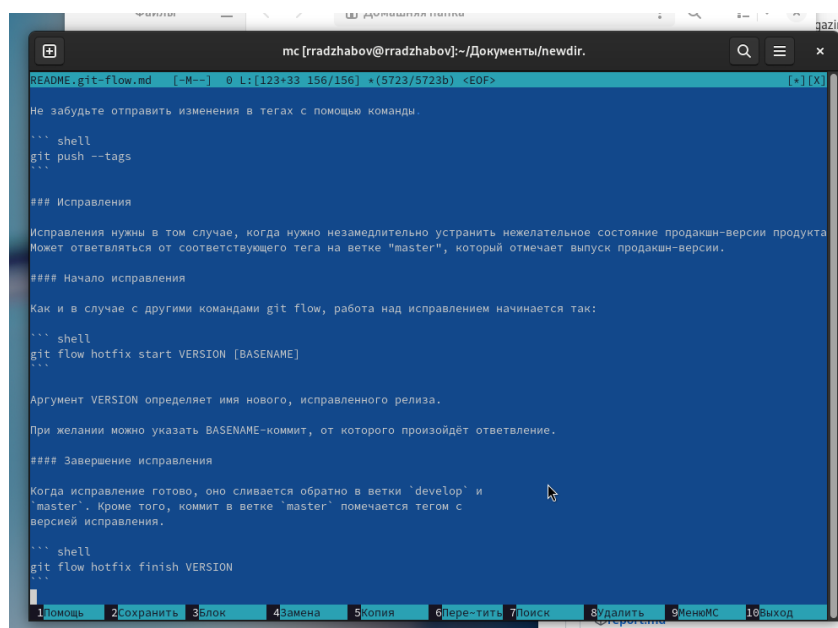 Файлы
Домашняя папка
mc [rradzhabov@rradzhabov]:~/Документы/newdir.
README.git-flow.md [-M--] 0 L:[123+33 156/156] *(5723/5723b) <EOF> [*][X]
Не забудьте отправить изменения в тегах с помощью команды.
``` shell
git push --tags
```
### Исправления
Исправления нужны в том случае, когда нужно незамедлительно устранить нежелательное состояние продакшн-версии продукта
Может ответвляться от соответствующего тега на ветке "master", который отмечает выпуск продакшн-версии.
#### Начало исправления
Как и в случае с другими командами git flow, работа над исправлением начинается так:
``` shell
git flow hotfix start VERSION [BASENAME]
```
Аргумент VERSION определяет имя нового, исправленного релиза.
При желании можно указать BASENAME-коммит, от которого произойдёт ответвление.
#### Завершение исправления
Когда исправление готово, оно сливается обратно в ветки `develop` и
`master`. Кроме того, коммит в ветке `master` помечается тегом с
версией исправления.
``` shell
git flow hotfix finish VERSION
```
1Помощь 2Сохранить 3Блок 4Замена 5Копия 6Пере~тить 7Поиск 8Удалить 9МенюMC 10Выход
report.md